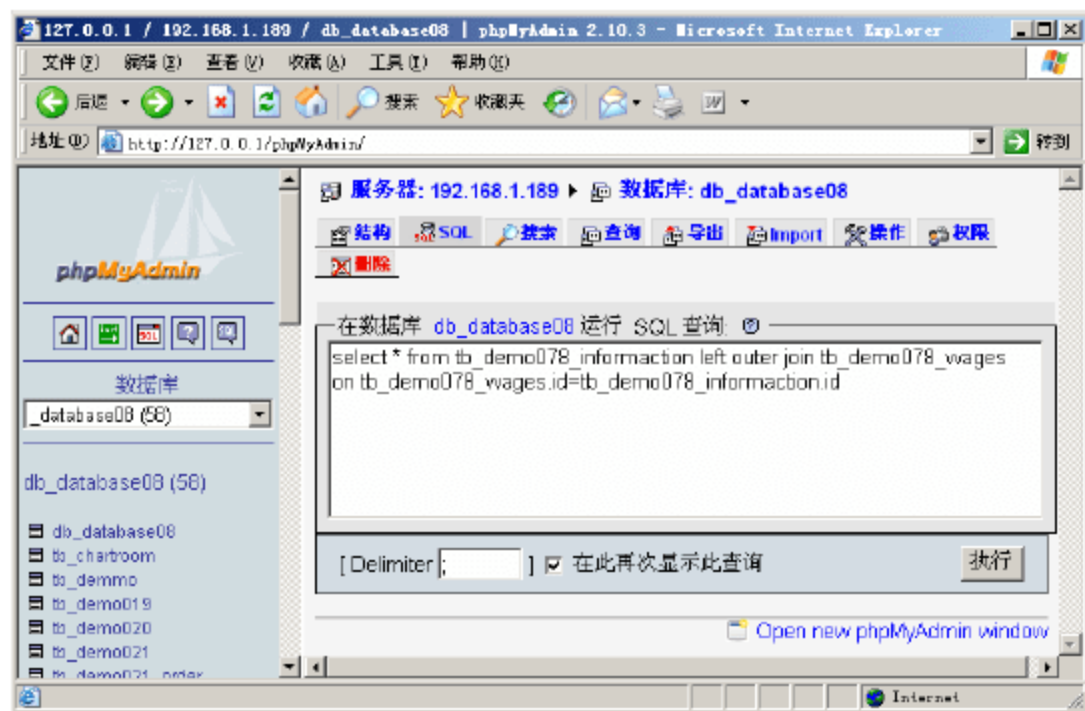 127.0.0.1 / 192.168.1.189 / db_database08 | phpMyAdmin 2.10.3 - Microsoft Internet Explorer
文件(F) 编辑(E) 查看(V) 收藏(A) 工具(T) 帮助(H)
后退 搜索 收藏夹
地址(D) http://127.0.0.1/phpMyAdmin/ 转到
phpMyAdmin
SQL
数据库
_database08 (58)
db_database08 (58)
db_database08
tb_chartroom
tb_demmo
tb_demo019
tb_demo020
tb_demo021
tb_demo021_order
服务器: 192.168.1.189 ▶ 数据库: db_database08
结构 SQL 搜索 查询 导出 Import 操作 权限
删除
在数据库 db_database08 运行 SQL 查询:
select * from tb_demo078_informaction left outer join tb_demo078_wages
on tb_demo078_wages.id=tb_demo078_informaction.id
[ Delimiter ; ] 在此再次显示此查询 执行
Open new phpMyAdmin window
Internet